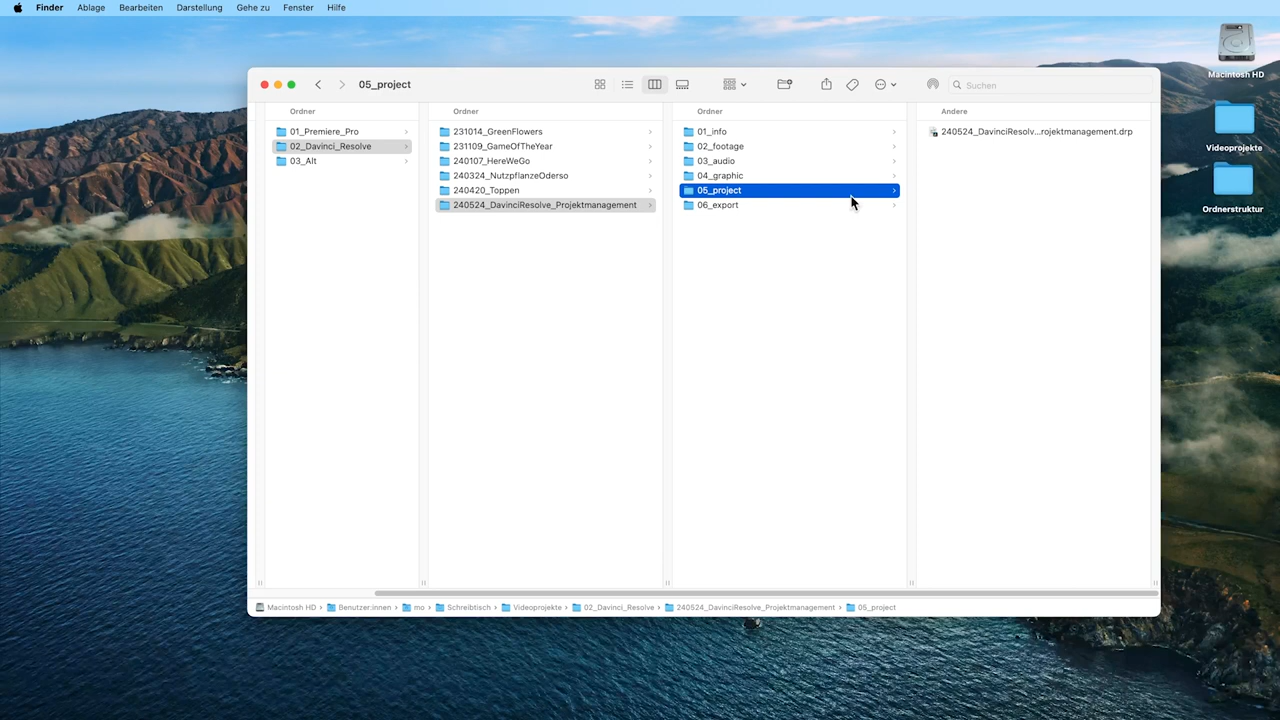 Finder Ablage Bearbeiten Darstellung Gehe zu Fenster Hilfe
Macintosh HD
Videoprojekte
Ordnerstruktur
05_project
Suchen
Ordner
01_Premiere_Pro
02_Davinci_Resolve
03_Alt
Ordner
231014_GreenFlowers
231109_GameOfTheYear
240107_HereWeGo
240324_NutzpflanzeOderso
240420_Toppen
240524_DavinciResolve_Projektmanagement
Ordner
01_info
02_footage
03_audio
04_graphic
05_project
06_export
Andere
240524_DavinciResolv...rojektmanagement.drp
Macintosh HD › Benutzer:innen › mo › Schreibtisch › Videoprojekte › 02_Davinci_Resolve › 240524_DavinciResolve_Projektmanagement › 05_project